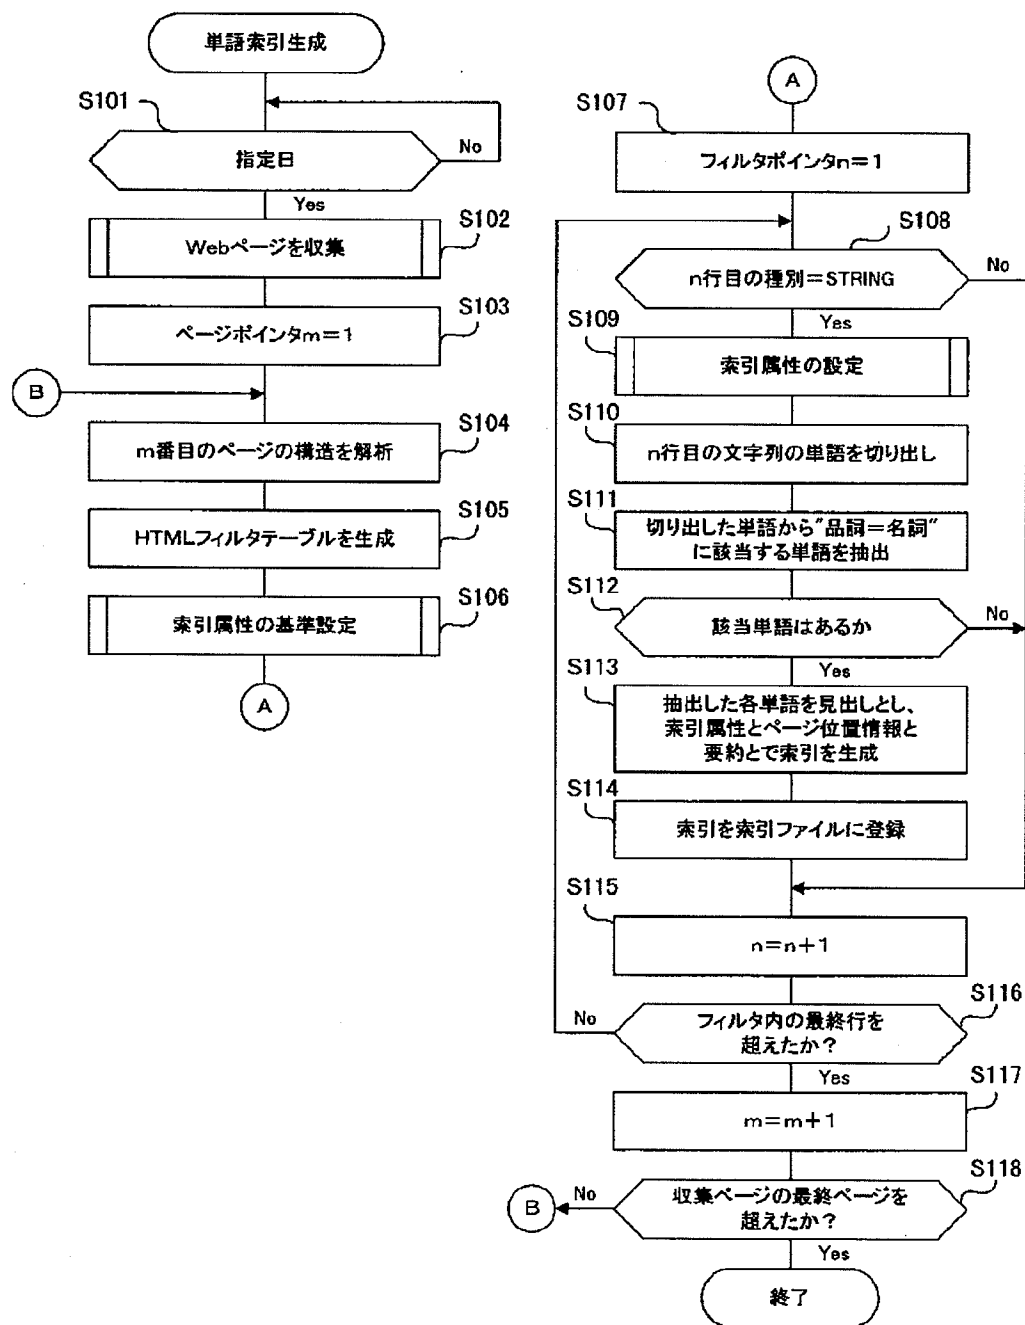 単語索引生成
S101
指定日
No
Yes
S102
Webページを収集
S103
ページポインタm=1
B
S104
m番目のページの構造を解析
S105
HTMLフィルタテーブルを生成
S106
索引属性の基準設定
A
A
S107
フィルタポインタn=1
S108
n行目の種別=STRING
No
Yes
S109
索引属性の設定
S110
n行目の文字列の単語を切り出し
S111
切り出した単語から"品詞=名詞"
に該当する単語を抽出
S112
該当単語はあるか
No
Yes
S113
抽出した各単語を見出しとし、
索引属性とページ位置情報と
要約とで索引を生成
S114
索引を索引ファイルに登録
S115
n=n+1
S116
フィルタ内の最終行を
超えたか?
No
Yes
S117
m=m+1
S118
収集ページの最終ページを
超えたか?
No
B
Yes
終了